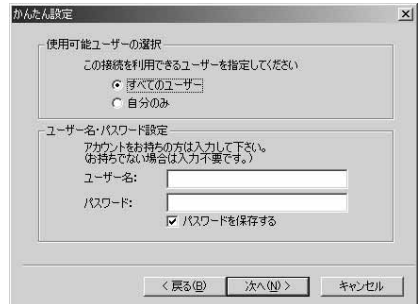 かんたん設定
使用可能ユーザーの選択
この接続を利用できるユーザーを指定してください
すべてのユーザー
自分のみ
ユーザー名・パスワード設定
アカウントをお持ちの方は入力して下さい。
(お持ちでない場合は入力不要です。)
ユーザー名:
パスワード:
パスワードを保存する
< 戻る(B)
次へ(N) >
キャンセル